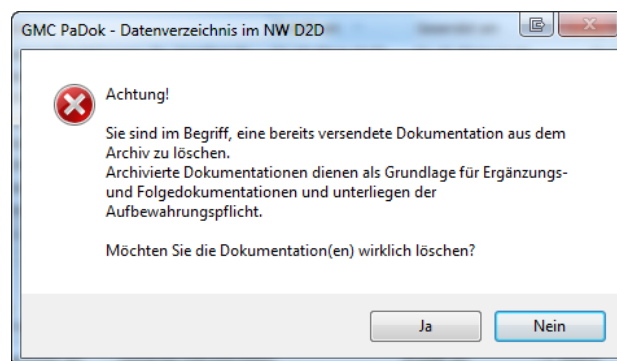 GMC PaDok - Datenverzeichnis im NW D2D
Achtung!
Sie sind im Begriff, eine bereits versendete Dokumentation aus dem
Archiv zu löschen.
Archivierte Dokumentationen dienen als Grundlage für Ergänzungs-
und Folgedokumentationen und unterliegen der
Aufbewahrungspflicht.
Möchten Sie die Dokumentation(en) wirklich löschen?
Ja
Nein